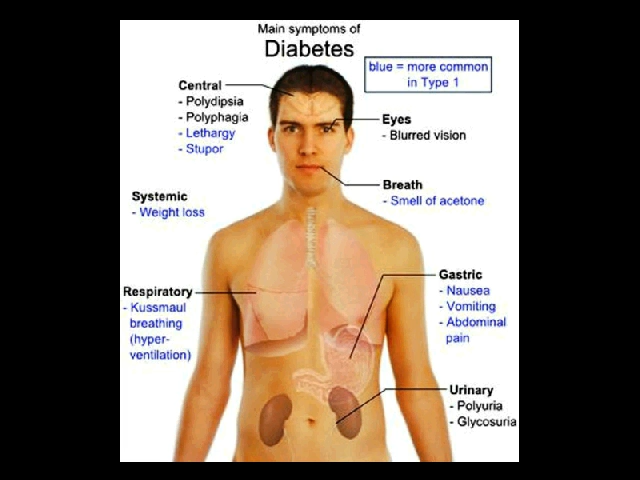 Main symptoms of
Diabetes
blue = more common
in Type 1
Central
- Polydipsia
- Polyphagia
- Lethargy
- Stupor
Eyes
- Blurred vision
Breath
- Smell of acetone
Systemic
- Weight loss
Respiratory
- Kussmaul
breathing
(hyper-
ventilation)
Gastric
- Nausea
- Vomiting
- Abdominal
pain
Urinary
- Polyuria
- Glycosuria